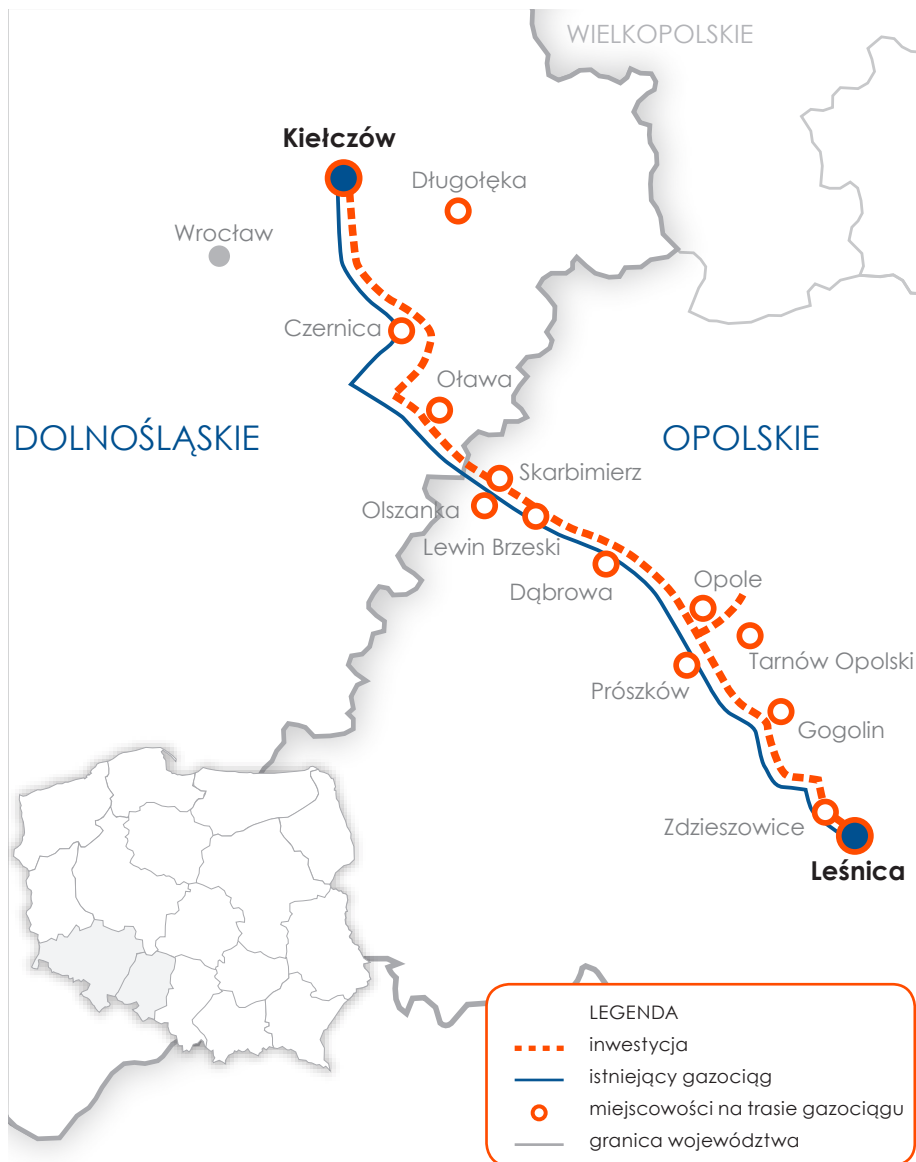 WIELKOPOLSKIE
Kiełczów
Długołęka
Wrocław
Czernica
Oława
DOLNOŚLĄSKIE
OPOLSKIE
Skarbimierz
Olszanka
Lewin Brzeski
Dąbrowa
Opole
Tarnów Opolski
Prószków
Gogolin
Zdzieszowice
Leśnica
LEGENDA
inwestycja
istniejący gazociąg
miejscowości na trasie gazociągu
granica województwa